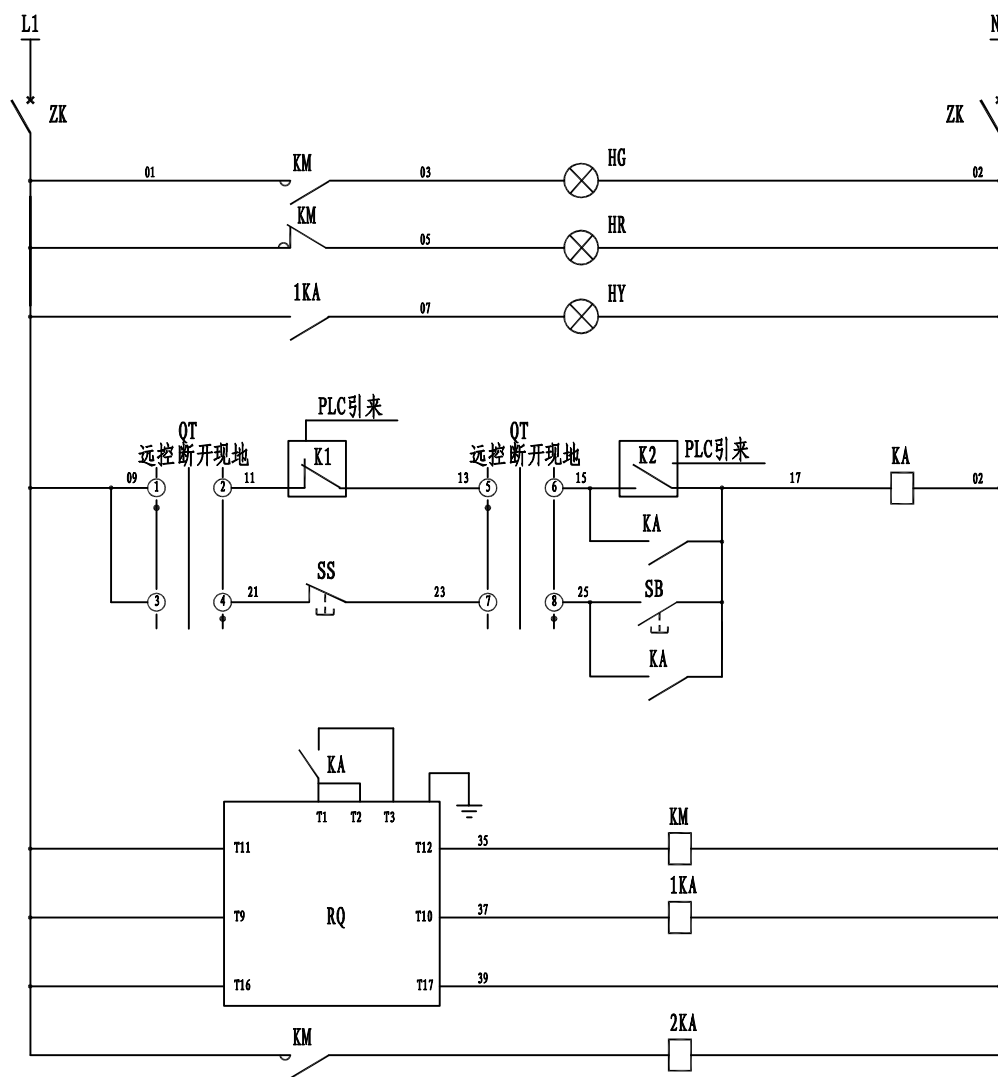 L1 N
ZK ZK
01 KM 03 HG 02
KM 05 HR
1KA 07 HY
PLC引来
QT QT
远控 断开 现地 K1 远控 断开 现地 K2 PLC引来 KA
09 1 2 11 13 5 6 15 17 02
KA
3 4 21 SS 23 7 8 25 SB
KA
KA
T1 T2 T3
T11 T12 35 KM
T9 RQ T10 37 1KA
T16 T17 39
KM 2KA